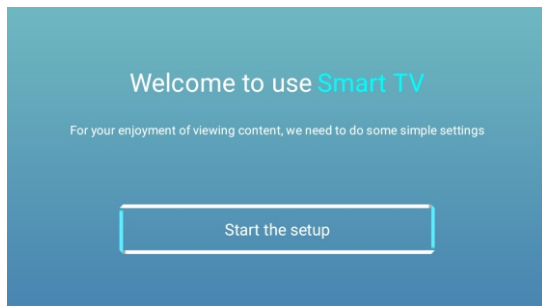 Welcome to use Smart TV
For your enjoyment of viewing content, we need to do some simple settings
Start the setup